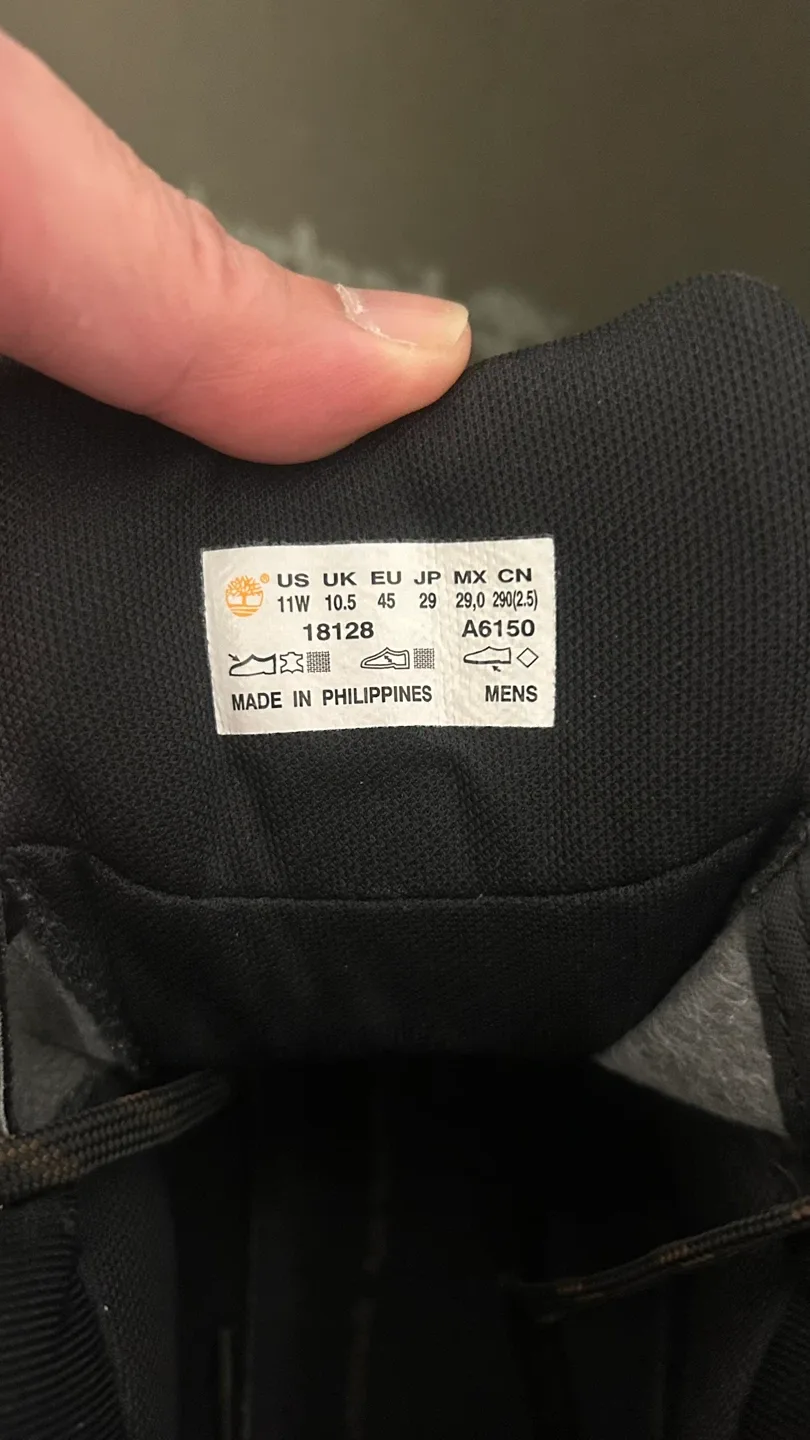 ® US UK EU JP MX CN
11W 10.5 45 29 29,0 290(2.5)
18128 A6150
MADE IN PHILIPPINES MENS